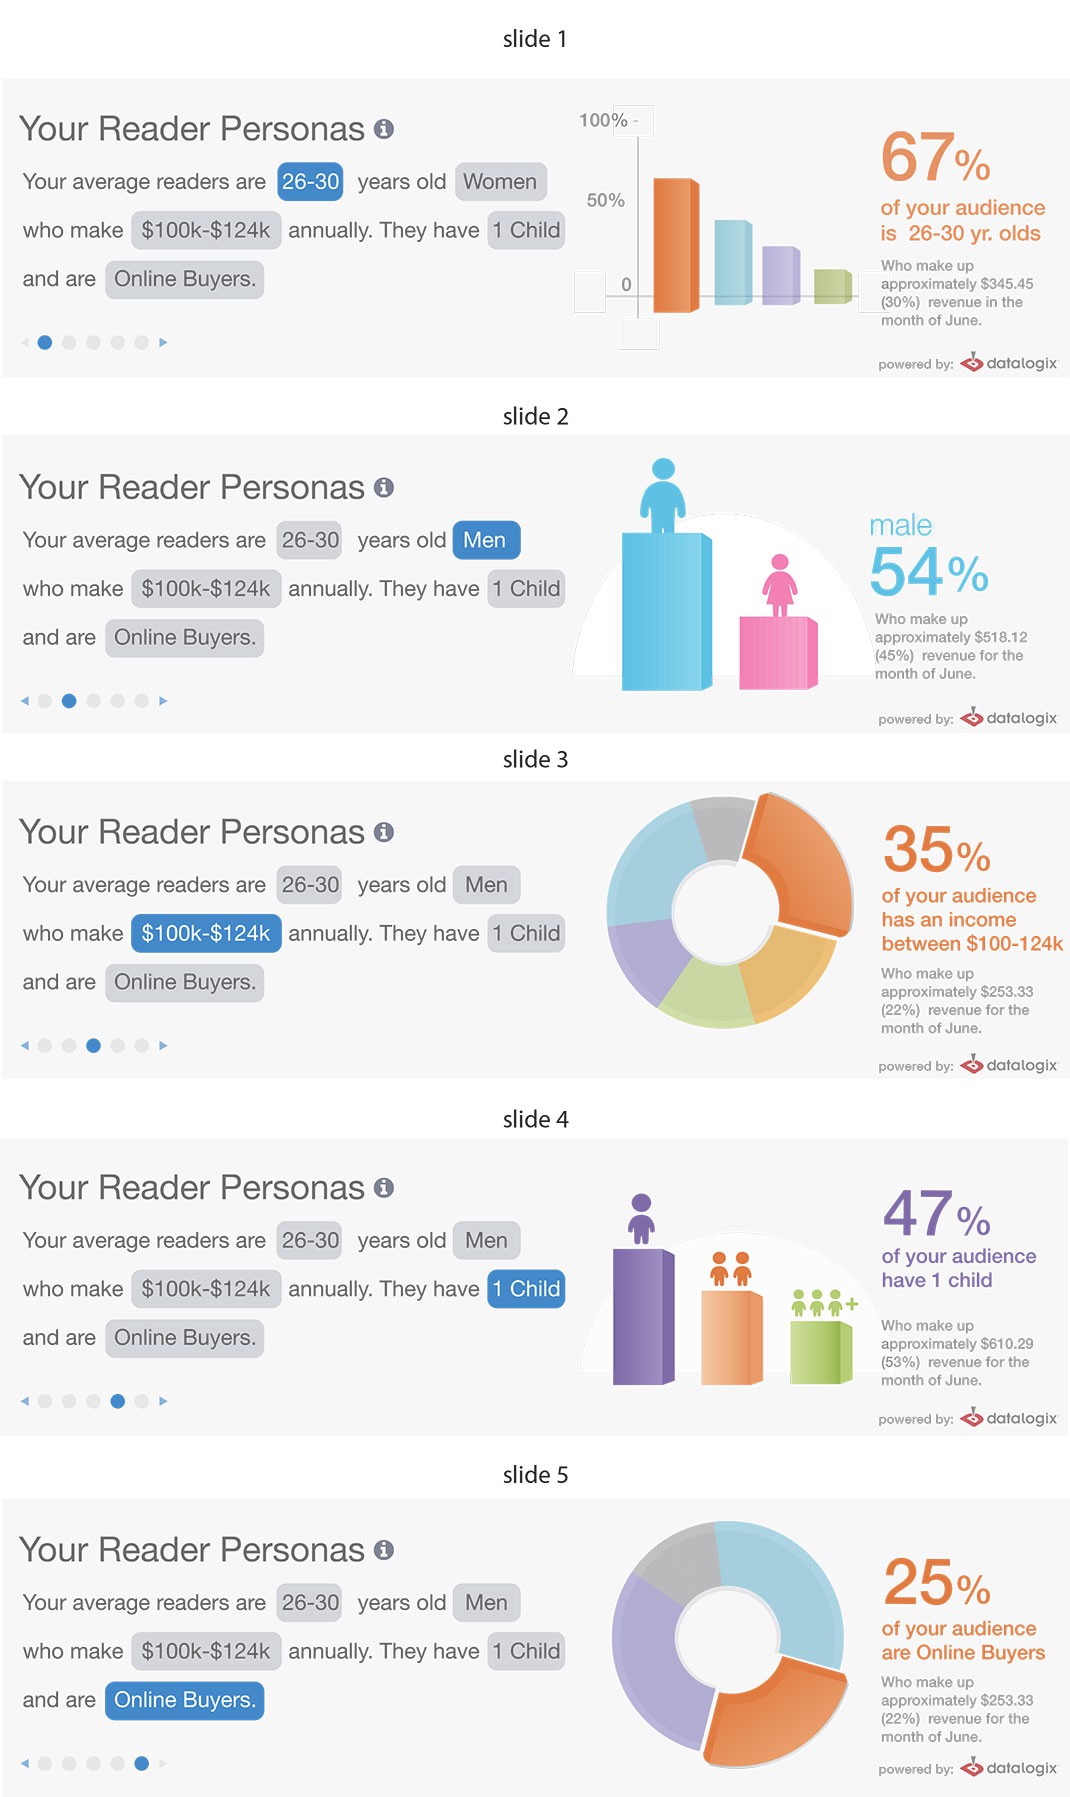 slide 1
Your Reader Personas
Your average readers are 26-30 years old Women
who make $100k-$124k annually. They have 1 Child
and are Online Buyers.
100% -
50%
0
67%
of your audience
is 26-30 yr. olds
Who make up
approximately $345.45
(30%) revenue in the
month of June.
powered by: datalogix
slide 2
Your Reader Personas
Your average readers are 26-30 years old Men
who make $100k-$124k annually. They have 1 Child
and are Online Buyers.
male
54%
Who make up
approximately $518.12
(45%) revenue for the
month of June.
powered by: datalogix
slide 3
Your Reader Personas
Your average readers are 26-30 years old Men
who make $100k-$124k annually. They have 1 Child
and are Online Buyers.
35%
of your audience
has an income
between $100-124k
Who make up
approximately $253.33
(22%) revenue for the
month of June.
powered by: datalogix
slide 4
Your Reader Personas
Your average readers are 26-30 years old Men
who make $100k-$124k annually. They have 1 Child
and are Online Buyers.
+
47%
of your audience
have 1 child
Who make up
approximately $610.29
(53%) revenue for the
month of June.
powered by: datalogix
slide 5
Your Reader Personas
Your average readers are 26-30 years old Men
who make $100k-$124k annually. They have 1 Child
and are Online Buyers.
25%
of your audience
are Online Buyers
Who make up
approximately $253.33
(22%) revenue for the
month of June.
powered by: datalogix